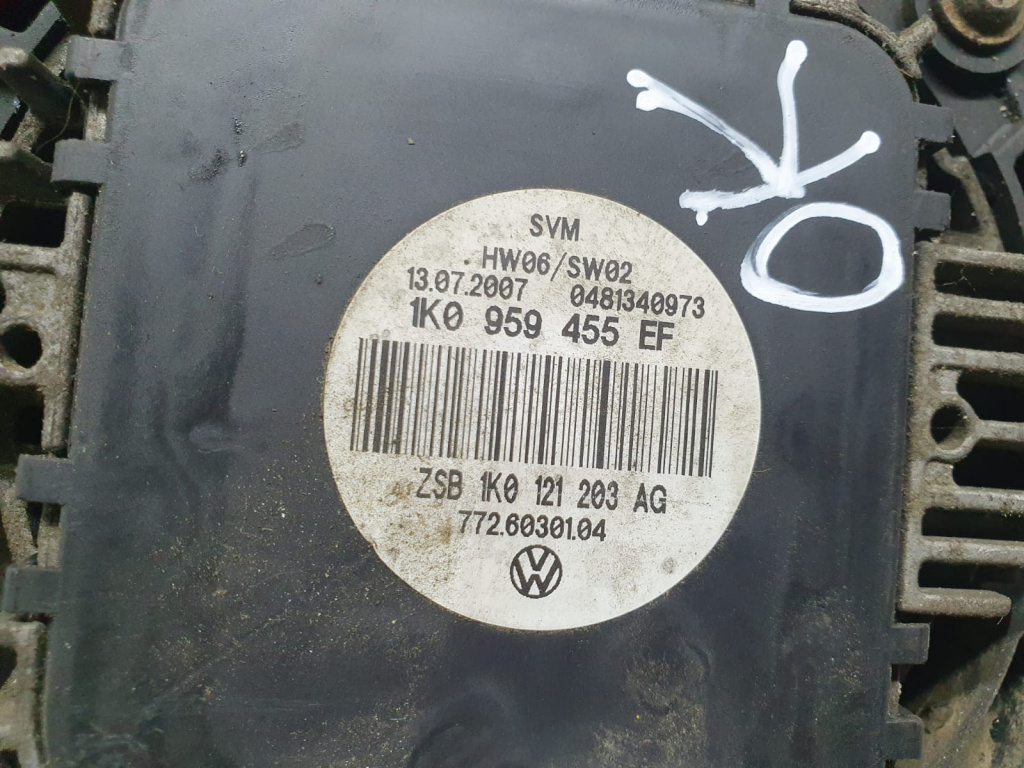 SVM
HW06/SW02
13.07.2007 0481340973
1K0 959 455 EF
ZSB 1K0 121 203 AG
772.60301.04